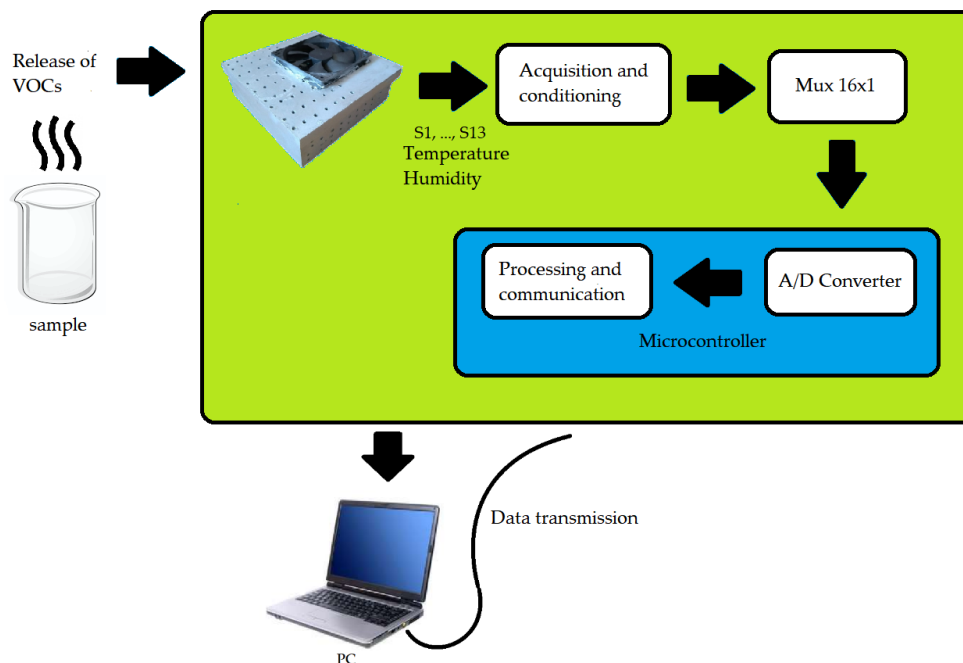 Release of
VOCs
sample
S1, ..., S13
Temperature
Humidity
Acquisition and
conditioning
Mux 16x1
A/D Converter
Processing and
communication
Microcontroller
Data transmission
PC